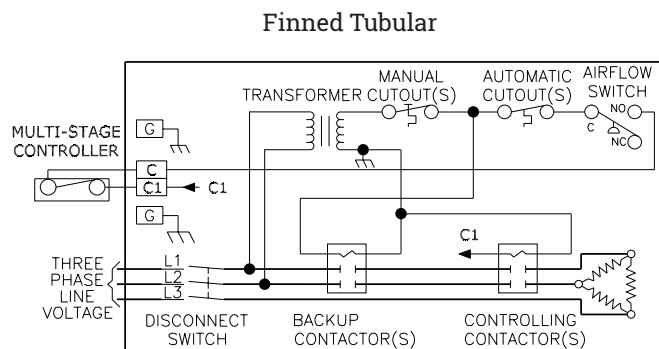 Finned Tubular
MANUAL
CUTOUT(S)
AUTOMATIC
CUTOUT(S)
AIRFLOW
SWITCH
TRANSFORMER
NO
C
NC
MULTI-STAGE
CONTROLLER
G
C
C1
C1
G
THREE
PHASE
LINE
VOLTAGE
L1
L2
L3
C1
DISCONNECT
SWITCH
BACKUP
CONTACTOR(S)
CONTROLLING
CONTACTOR(S)